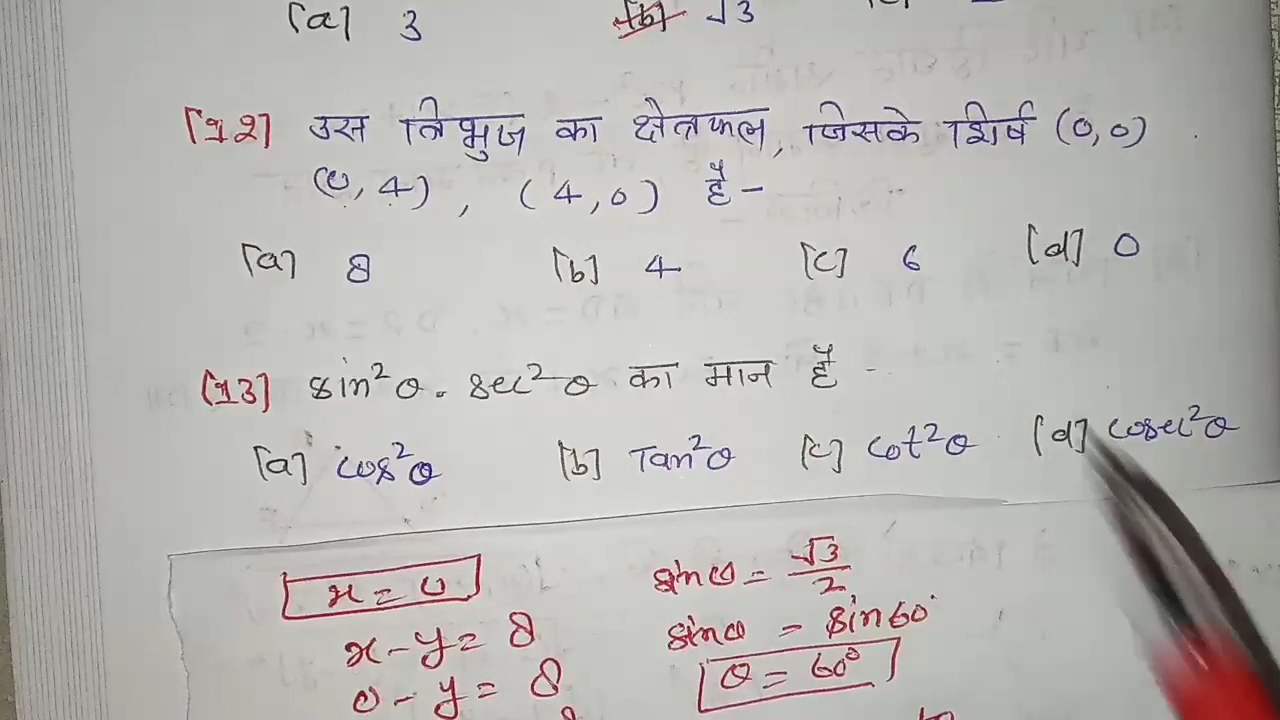 [a] 3 [b] √3
[12] उस त्रिभुज का क्षेत्रफल, जिसके शिर्ष (0,0)
(0,4), (4,0) है -
[a] 8 [b] 4 [c] 6 [d] 0
[13] sin²θ. sec²θ का मान है -
[a] cos²θ [b] Tan²θ [c] cot²θ [d] cosec²θ
x = 0
x - y = 8
0 - y = 8
sinθ = √3/2
sinθ = sin60°
θ = 60°